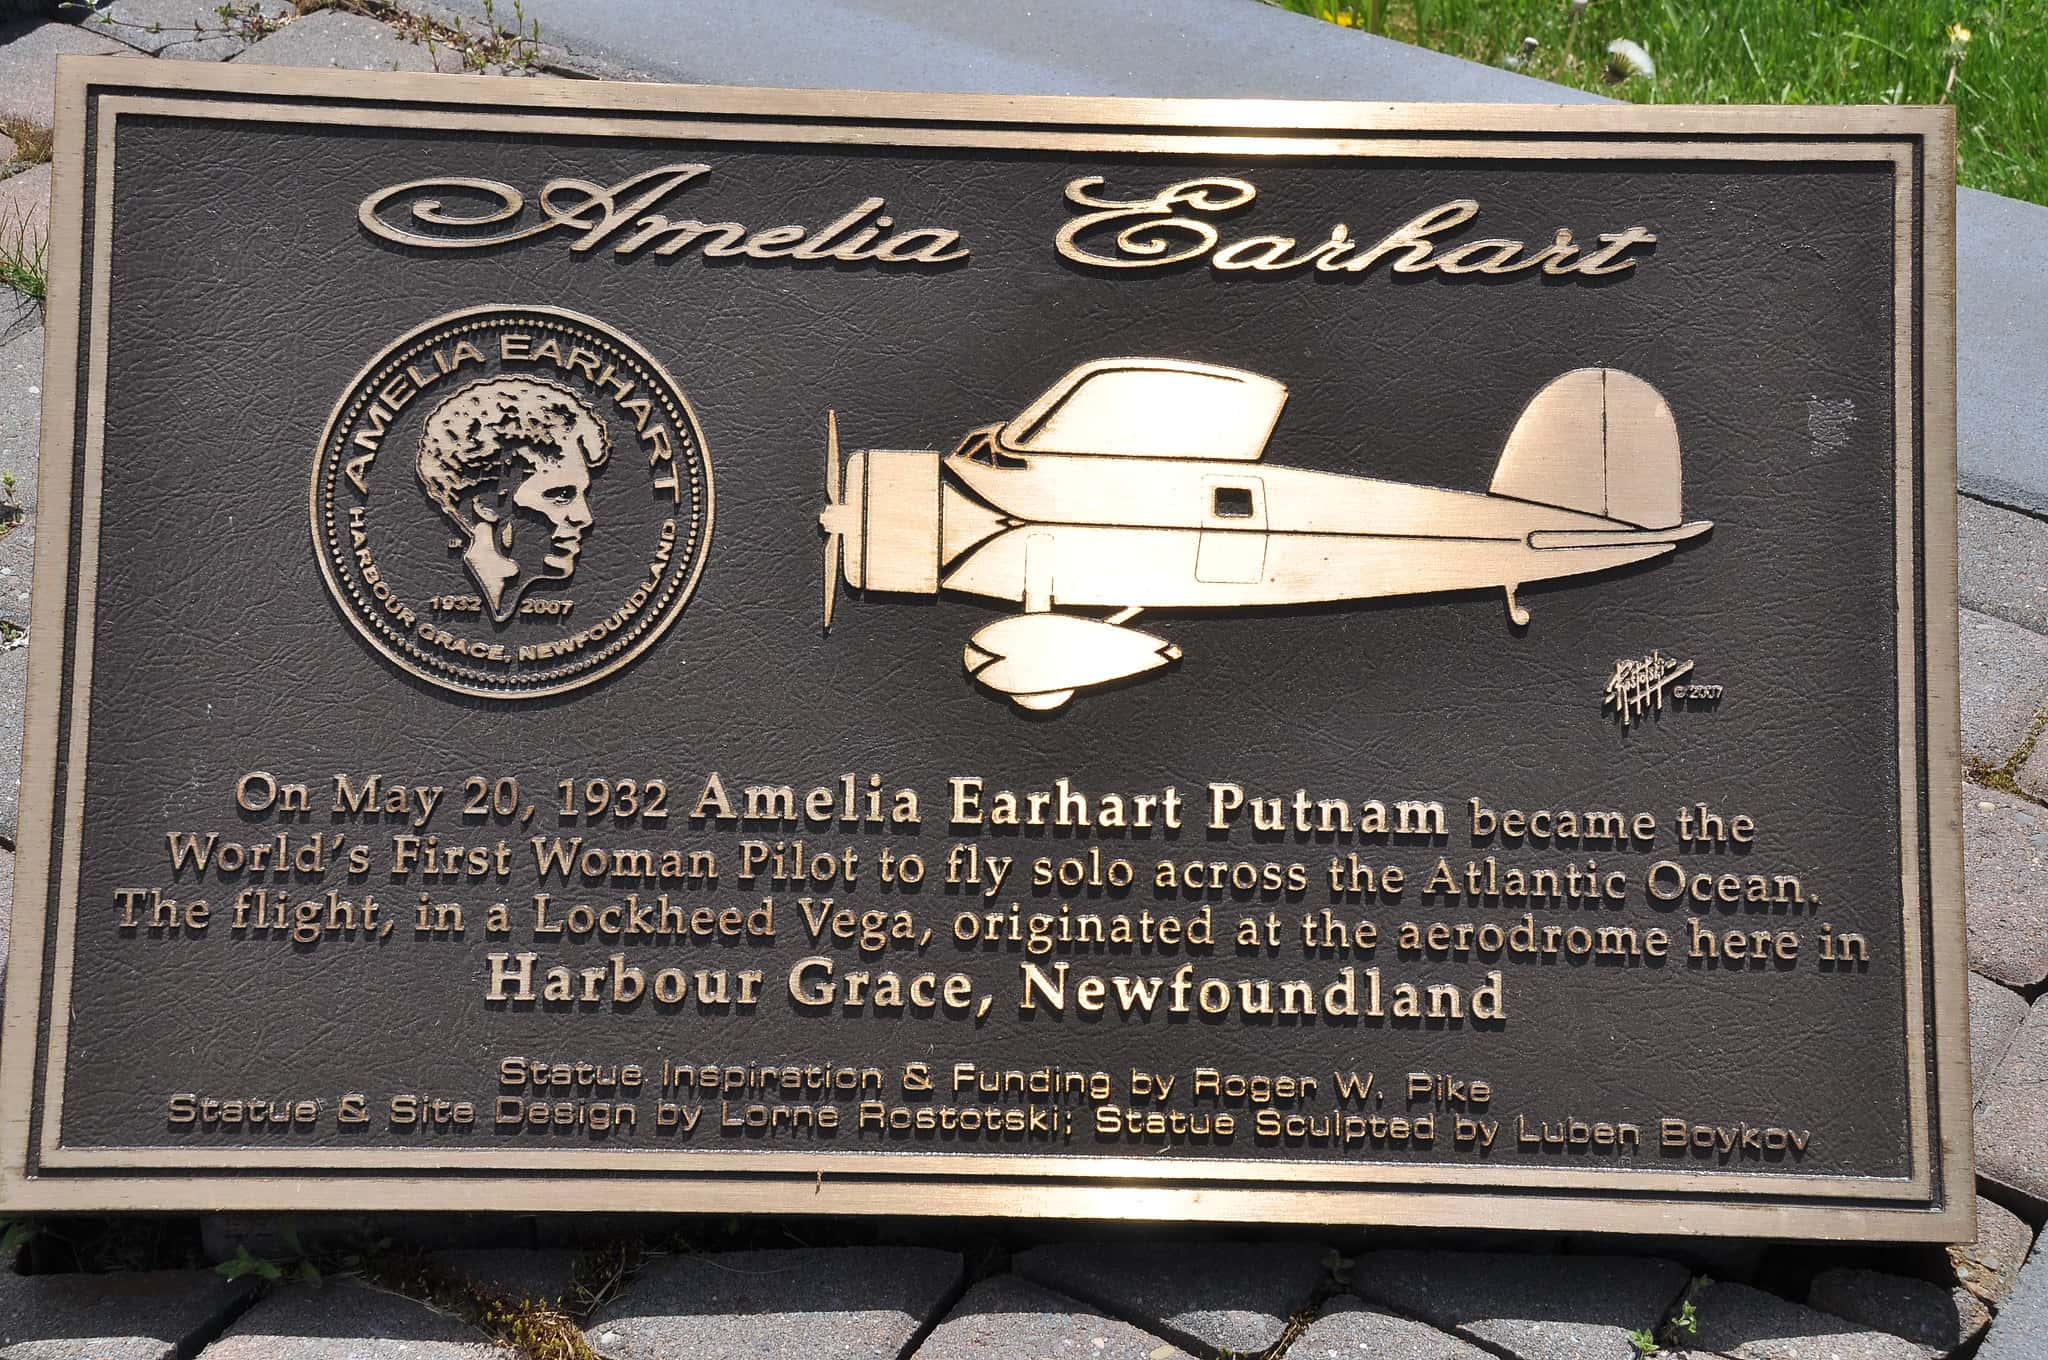 Amelia Earhart
AMELIA EARHART
1932 2007
HARBOUR GRACE, NEWFOUNDLAND
Rostotski © 2007
On May 20, 1932 Amelia Earhart Putnam became the
World's First Woman Pilot to fly solo across the Atlantic Ocean.
The flight, in a Lockheed Vega, originated at the aerodrome here in
Harbour Grace, Newfoundland
Statue Inspiration & Funding by Roger W. Pike
Statue & Site Design by Lorne Rostotski; Statue Sculpted by Luben Boykov